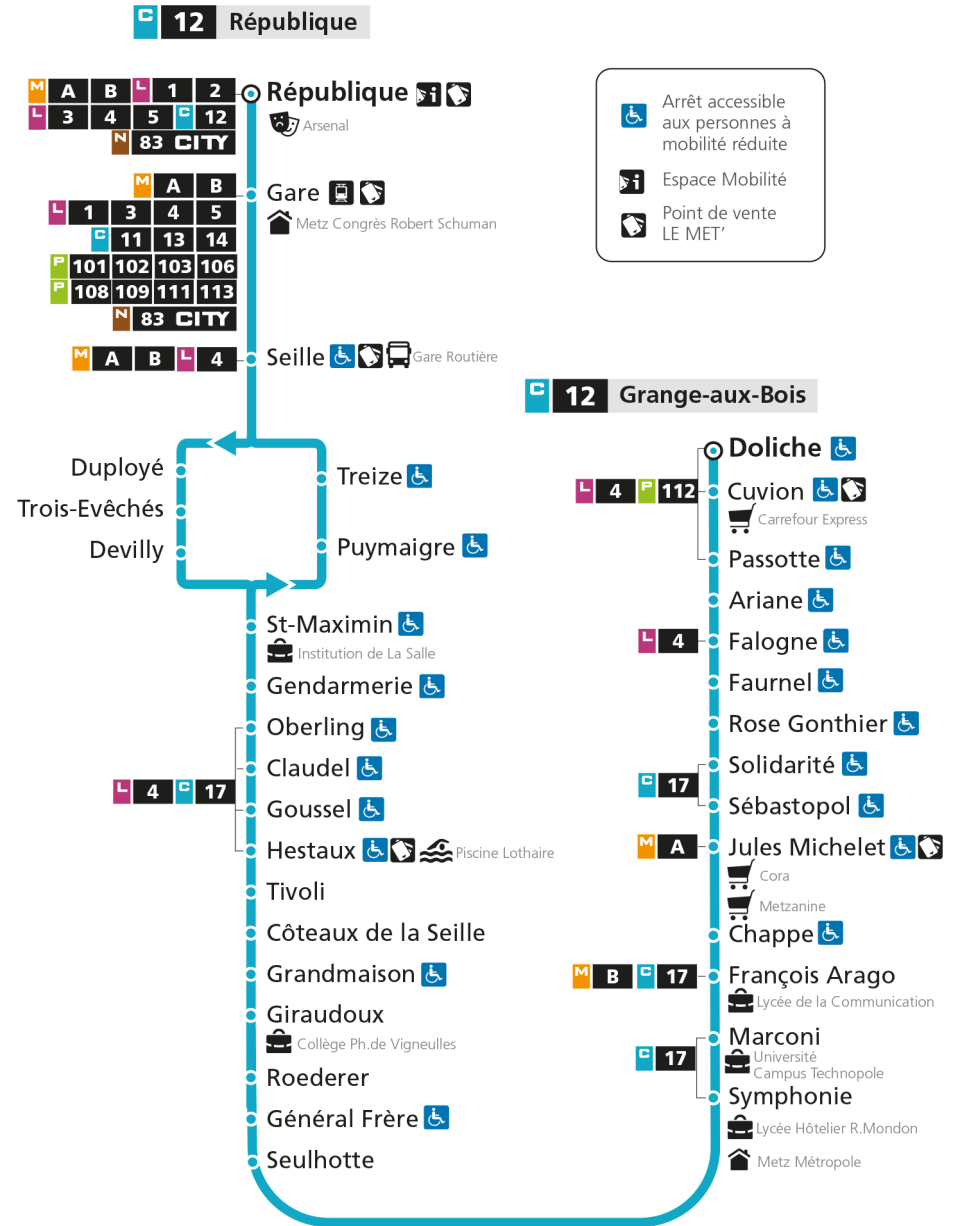 C 12 République
M A B L 1 2
L 3 4 5 C 12
N 83 CITY
République
Arsenal
M A B
L 1 3 4 5
C 11 13 14
P 101 102 103 106
P 108 109 111 113
N 83 CITY
Gare
Metz Congrès Robert Schuman
M A B L 4
Seille
Gare Routière
Duployé
Trois-Evêchés
Devilly
Treize
Puymaigre
St-Maximin
Institution de La Salle
Gendarmerie
Oberling
Claudel
L 4 C 17
Goussel
Hestaux
Piscine Lothaire
Tivoli
Côteaux de la Seille
Grandmaison
Giraudoux
Collège Ph.de Vigneulles
Roederer
Général Frère
Seulhotte
Arrêt accessible
aux personnes à
mobilité réduite
i Espace Mobilité
Point de vente
LE MET’
C 12 Grange-aux-Bois
Doliche
L 4 P 112
Cuvion
Carrefour Express
Passotte
Ariane
L 4
Falogne
Faurnel
Rose Gonthier
Solidarité
C 17
Sébastopol
M A
Jules Michelet
Cora
Metzanine
Chappe
M B C 17
François Arago
Lycée de la Communication
Marconi
C 17
Université
Campus Technopole
Symphonie
Lycée Hôtelier R.Mondon
Metz Métropole